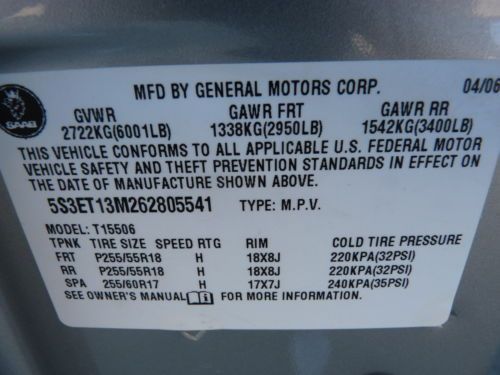 SAAB
MFD BY GENERAL MOTORS CORP. 04/06
GVWR GAWR FRT GAWR RR
2722KG(6001LB) 1338KG(2950LB) 1542KG(3400LB)
THIS VEHICLE CONFORMS TO ALL APPLICABLE U.S. FEDERAL MOTOR
VEHICLE SAFETY AND THEFT PREVENTION STANDARDS IN EFFECT ON
THE DATE OF MANUFACTURE SHOWN ABOVE.
5S3ET13M262805541 TYPE: M.P.V.
MODEL: T15506
TPNK TIRE SIZE SPEED RTG RIM COLD TIRE PRESSURE
FRT P255/55R18 H 18X8J 220KPA(32PSI)
RR P255/55R18 H 18X8J 220KPA(32PSI)
SPA 255/60R17 H 17X7J 240KPA(35PSI)
SEE OWNER'S MANUAL FOR MORE INFORMATION.